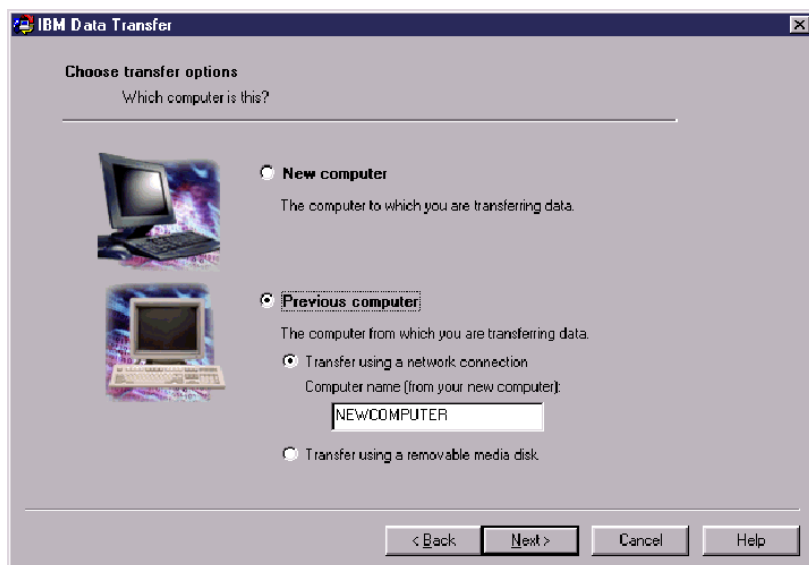 IBM Data Transfer
Choose transfer options
Which computer is this?
New computer
The computer to which you are transferring data.
Previous computer
The computer from which you are transferring data.
Transfer using a network connection
Computer name (from your new computer):
NEWCOMPUTER
Transfer using a removable media disk.
< Back
Next >
Cancel
Help